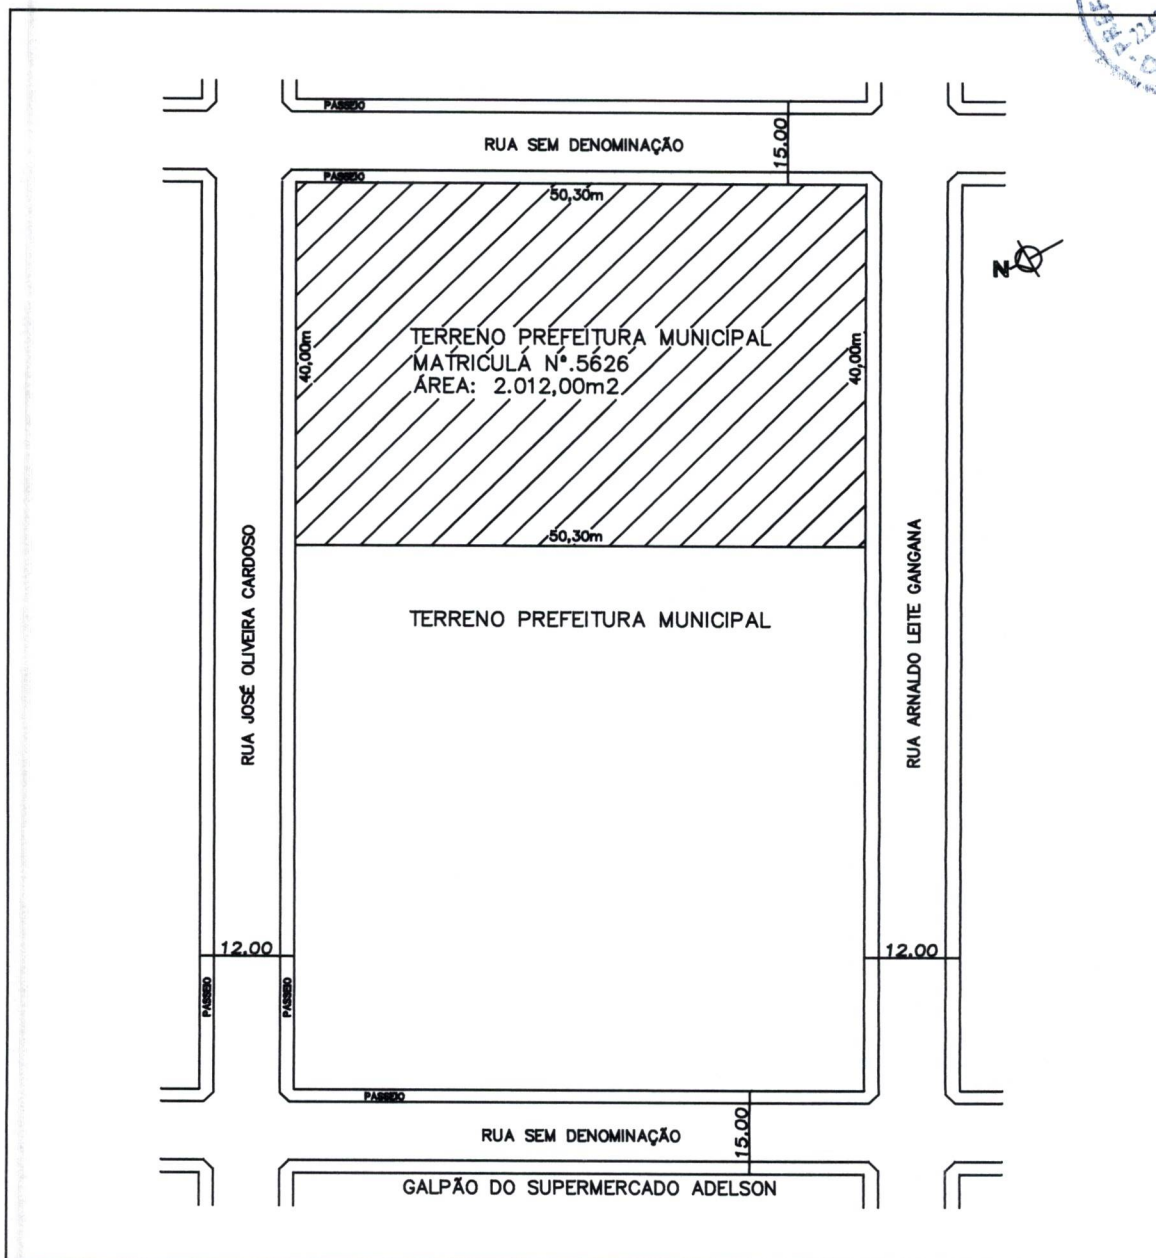 PASSEIO
RUA SEM DENOMINAÇÃO
15.00
PASSEIO
50,30m
N
40,00m
TERRENO PREFEITURA MUNICIPAL
MATRICULÁ Nº.5626
ÁREA: 2.012,00m2
40,00m
50,30m
RUA JOSÉ OLIVEIRA CARDOSO
TERRENO PREFEITURA MUNICIPAL
RUA ARNALDO LEITE GANGANA
12.00
12.00
PASSEIO
PASSEIO
PASSEIO
RUA SEM DENOMINAÇÃO
15.00
GALPÃO DO SUPERMERCADO ADELSON